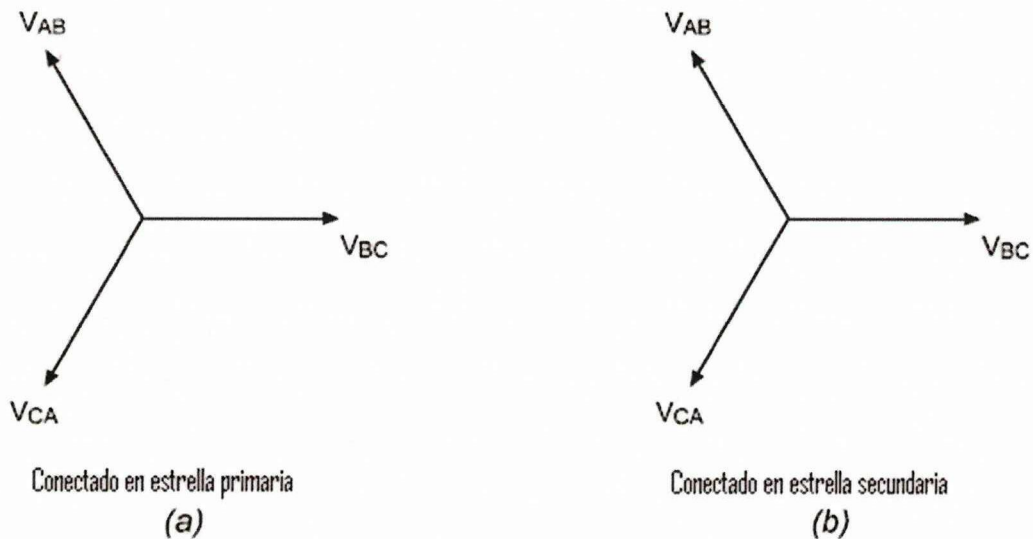 VAB
VAB
VBC
VBC
VCA
VCA
Conectado en estrella primaria
Conectado en estrella secundaria
(a)
(b)